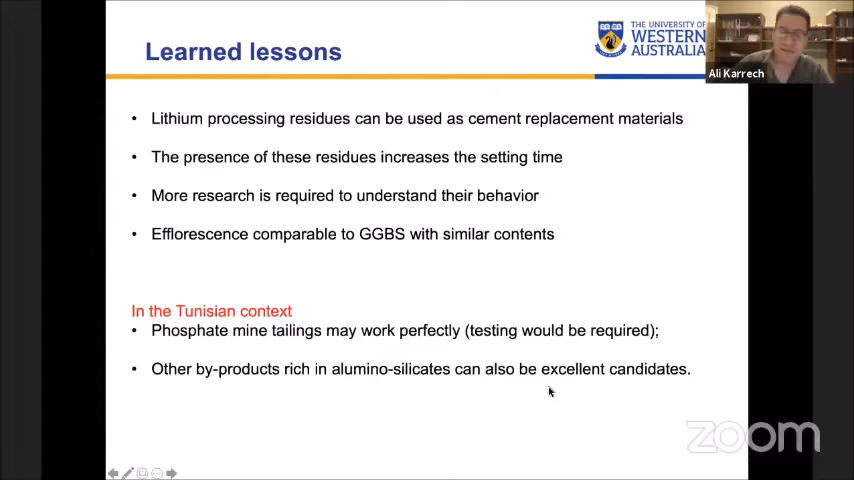 Learned lessons
THE UNIVERSITY OF
WESTERN
AUSTRALIA
Ali Karrech
• Lithium processing residues can be used as cement replacement materials
• The presence of these residues increases the setting time
• More research is required to understand their behavior
• Efflorescence comparable to GGBS with similar contents
In the Tunisian context
• Phosphate mine tailings may work perfectly (testing would be required);
• Other by-products rich in alumino-silicates can also be excellent candidates.
zoom